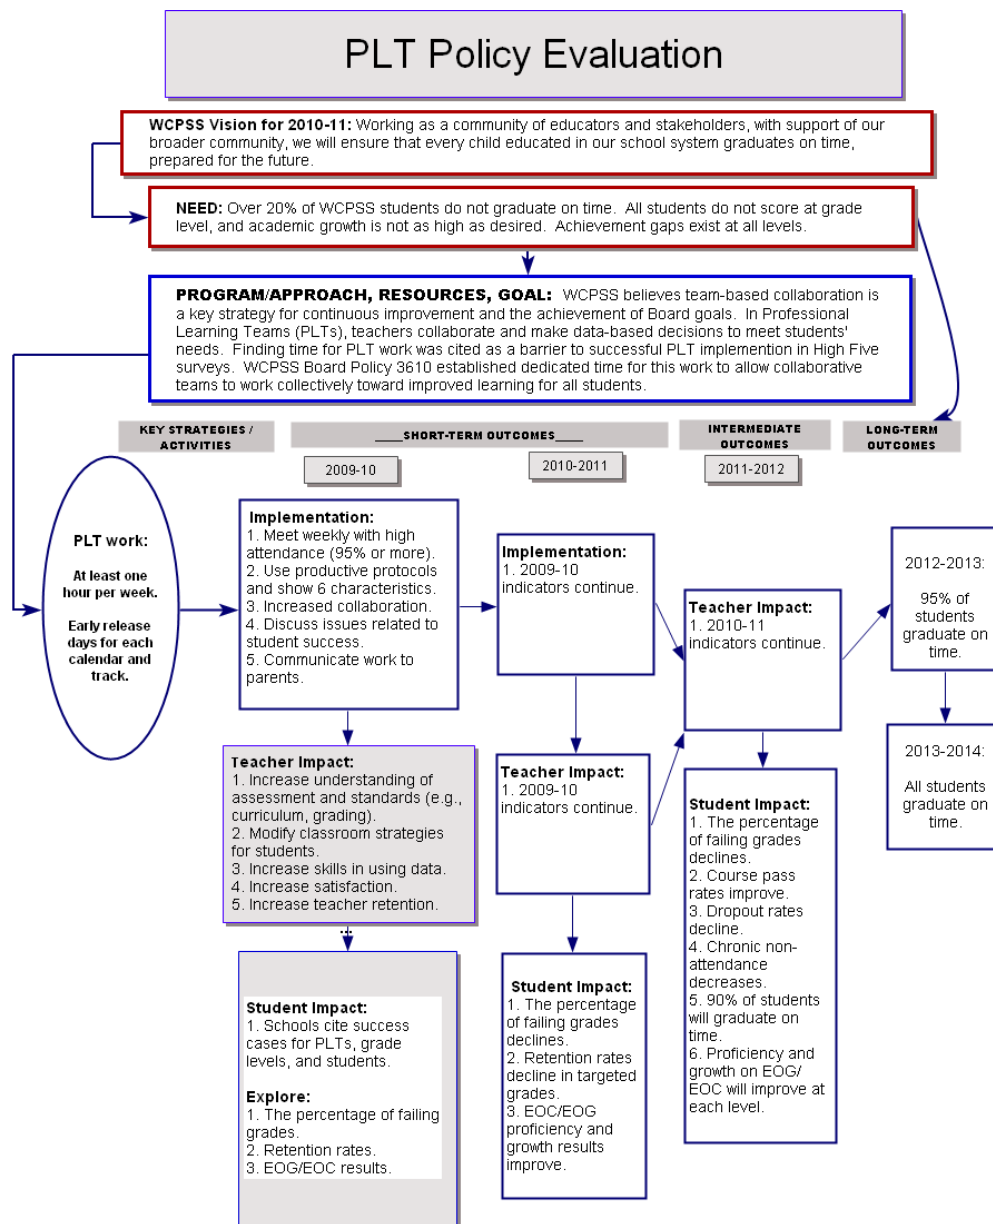 PLT Policy Evaluation
WCPSS Vision for 2010-11: Working as a community of educators and stakeholders, with support of our
broader community, we will ensure that every child educated in our school system graduates on time,
prepared for the future.
NEED: Over 20% of WCPSS students do not graduate on time. All students do not score at grade
level, and academic growth is not as high as desired. Achievement gaps exist at all levels.
PROGRAM/APPROACH, RESOURCES, GOAL: WCPSS believes team-based collaboration is
a key strategy for continuous improvement and the achievement of Board goals. In Professional
Learning Teams (PLTs), teachers collaborate and make data-based decisions to meet students'
needs. Finding time for PLT work was cited as a barrier to successful PLT implemention in High Five
surveys. WCPSS Board Policy 3610 established dedicated time for this work to allow collaborative
teams to work collectively toward improved learning for all students.
KEY STRATEGIES /
ACTIVITIES
____SHORT-TERM OUTCOMES____
INTERMEDIATE
OUTCOMES
LONG-TERM
OUTCOMES
2009-10
2010-2011
2011-2012
PLT work:
At least one
hour per week.
Early release
days for each
calendar and
track.
Implementation:
1. Meet weekly with high
attendance (95% or more).
2. Use productive protocols
and show 6 characteristics.
3. Increased collaboration.
4. Discuss issues related to
student success.
5. Communicate work to
parents.
Teacher Impact:
1. Increase understanding of
assessment and standards (e.g.,
curriculum, grading).
2. Modify classroom strategies
for students.
3. Increase skills in using data.
4. Increase satisfaction.
5. Increase teacher retention.
...
Student Impact:
1. Schools cite success
cases for PLTs, grade
levels, and students.
Explore:
1. The percentage of failing
grades.
2. Retention rates.
3. EOG/EOC results.
Implementation:
1. 2009-10
indicators continue.
Teacher Impact:
1. 2009-10
indicators continue.
Student Impact:
1. The percentage
of failing grades
declines.
2. Retention rates
decline in targeted
grades.
3. EOC/EOG
proficiency and
growth results
improve.
Teacher Impact:
1. 2010-11
indicators continue.
Student Impact:
1. The percentage
of failing grades
declines.
2. Course pass
rates improve.
3. Dropout rates
decline.
4. Chronic non-
attendance
decreases.
5. 90% of students
will graduate on
time.
6. Proficiency and
growth on EOG/
EOC will improve at
each level.
2012-2013:
95% of
students
graduate on
time.
2013-2014:
All students
graduate on
time.